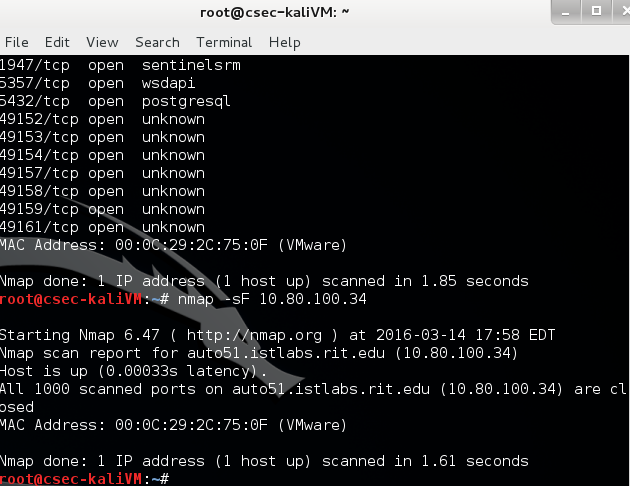 root@csec-kaliVM: ~
File Edit View Search Terminal Help
1947/tcp open sentinelsrm
5357/tcp open wsdapi
5432/tcp open postgresql
49152/tcp open unknown
49153/tcp open unknown
49154/tcp open unknown
49157/tcp open unknown
49158/tcp open unknown
49159/tcp open unknown
49161/tcp open unknown
MAC Address: 00:0C:29:2C:75:0F (VMware)
Nmap done: 1 IP address (1 host up) scanned in 1.85 seconds
root@csec-kaliVM:~# nmap -sF 10.80.100.34
Starting Nmap 6.47 ( http://nmap.org ) at 2016-03-14 17:58 EDT
Nmap scan report for auto51.istlabs.rit.edu (10.80.100.34)
Host is up (0.00033s latency).
All 1000 scanned ports on auto51.istlabs.rit.edu (10.80.100.34) are cl
osed
MAC Address: 00:0C:29:2C:75:0F (VMware)
Nmap done: 1 IP address (1 host up) scanned in 1.61 seconds
root@csec-kaliVM:~#